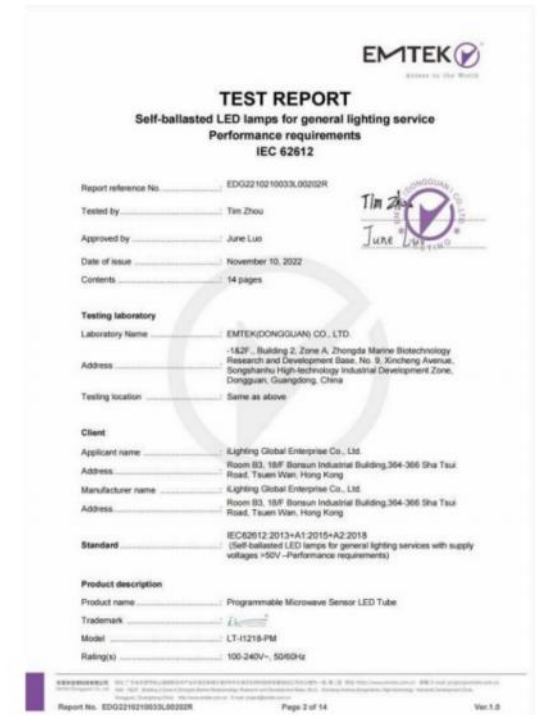 EMTEK
Access to the World
TEST REPORT
Self-ballasted LED lamps for general lighting service
Performance requirements
IEC 62612
Report reference No. : EDG2210210033L00202R
Tested by : Tim Zhou
Tim Zhou
Approved by : June Luo
June Luo
Date of issue : November 10, 2022
Contents : 14 pages
Testing laboratory
Laboratory Name : EMTEK(DONGGUAN) CO., LTD.
Address : -1&2F., Building 2, Zone A, Zhongda Marine Biotechnology
Research and Development Base, No. 9, Xincheng Avenue,
Songshanhu High-technology Industrial Development Zone,
Dongguan, Guangdong, China
Testing location : Same as above
Client
Applicant name : iLighting Global Enterprise Co., Ltd.
Address : Room B3, 18/F Bonsun Industrial Building,364-366 Sha Tsui
Road, Tsuen Wan, Hong Kong
Manufacturer name : iLighting Global Enterprise Co., Ltd.
Address : Room B3, 18/F Bonsun Industrial Building,364-366 Sha Tsui
Road, Tsuen Wan, Hong Kong
Standard : IEC62612:2013+A1:2015+A2:2018
(Self-ballasted LED lamps for general lighting services with supply
voltages >50V –Performance requirements)
Product description
Product name : Programmable Microwave Sensor LED Tube
Trademark :
Model : LT-I1218-PM
Rating(s) : 100-240V~, 50/60Hz
Report No. EDG2210210033L00202R
Page 2 of 14
Ver.1.0